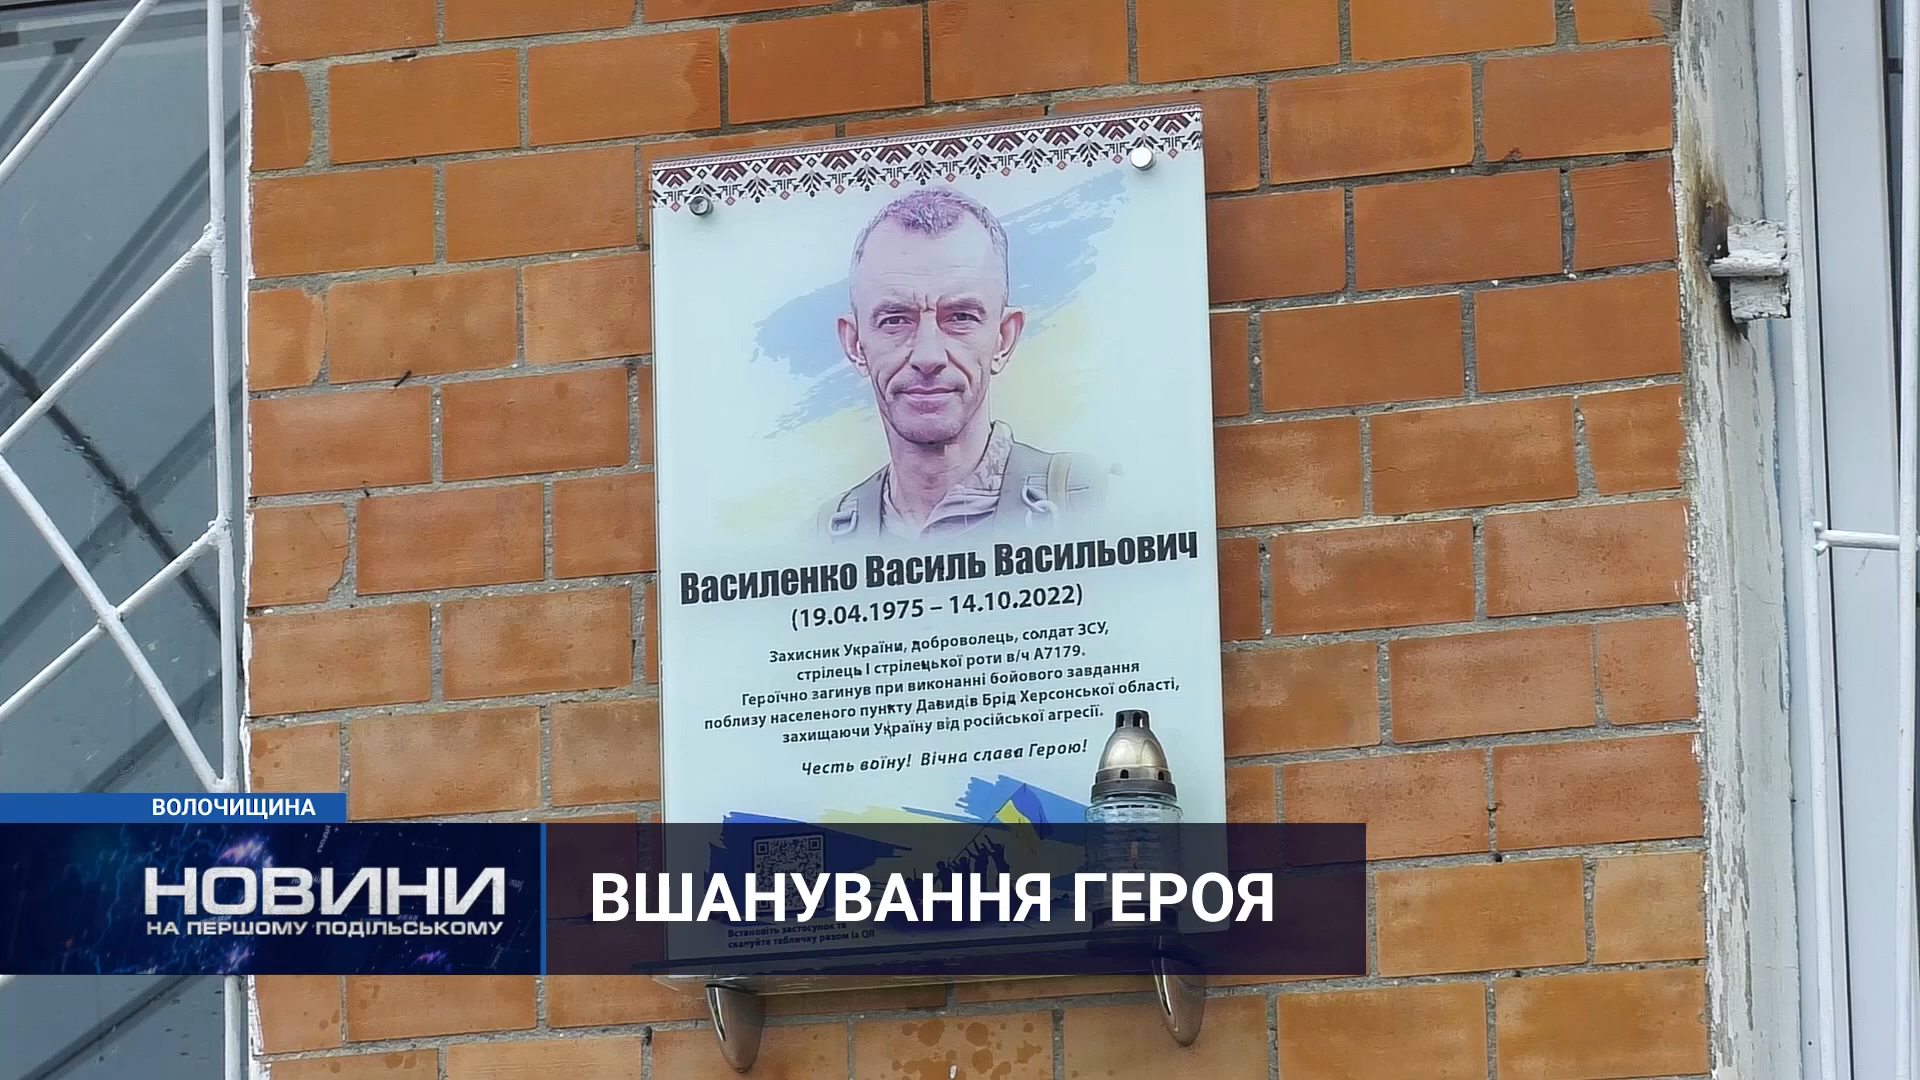 Василенко Василь Васильович
(19.04.1975 – 14.10.2022)
Захисник України, доброволець, солдат ЗСУ,
стрілець І стрілецької роти в/ч А7179.
Героїчно загинув при виконанні бойового завдання
поблизу населеного пункту Давидів Брід Херсонської області,
захищаючи Україну від російської агресії.
Честь воїну! Вічна слава Герою!
Встановіть застосунок та
скануйте табличку разом із QR
ВОЛОЧИЩИНА
НОВИНИ
НА ПЕРШОМУ ПОДІЛЬСЬКОМУ
ВШАНУВАННЯ ГЕРОЯ